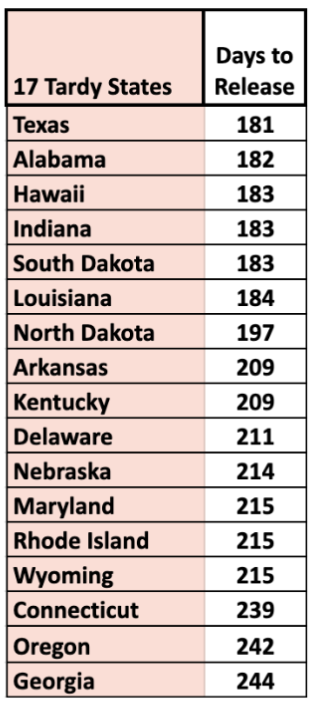 17 Tardy States Days to Release
Texas 181
Alabama 182
Hawaii 183
Indiana 183
South Dakota 183
Louisiana 184
North Dakota 197
Arkansas 209
Kentucky 209
Delaware 211
Nebraska 214
Maryland 215
Rhode Island 215
Wyoming 215
Connecticut 239
Oregon 242
Georgia 244